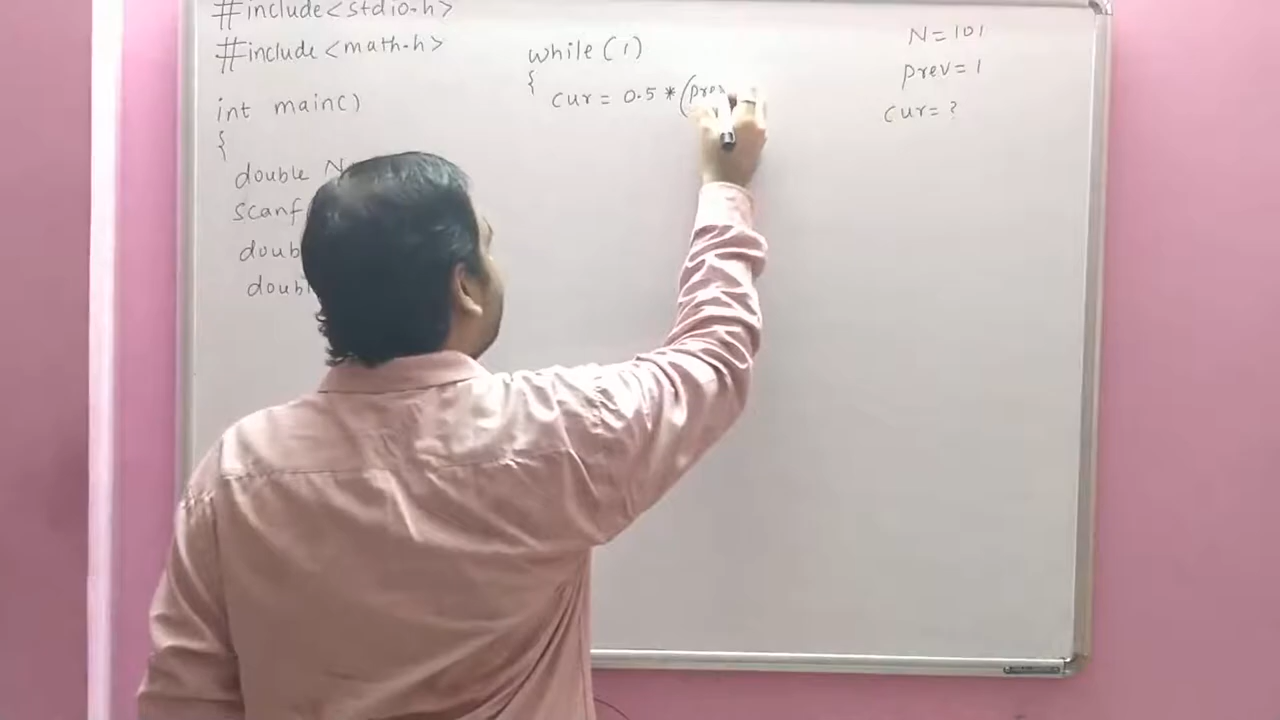 #include<stdio.h>
#include<math.h>
int main()
{
double N
scanf
doub
doubl
while(1)
{
cur = 0.5 * (prev
N = 101
prev = 1
cur = ?